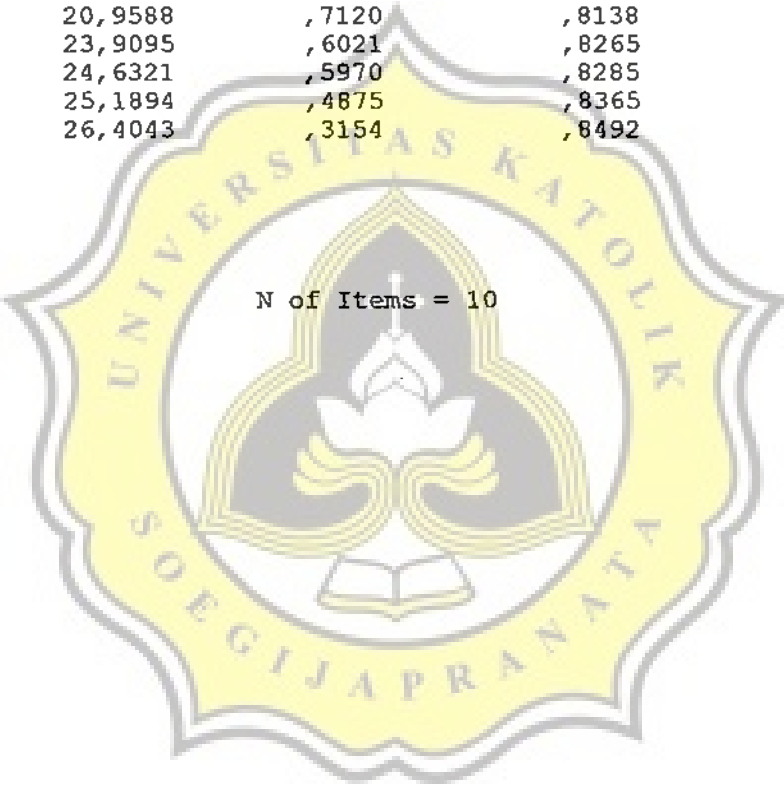 20,9588 ,7120 ,8138
23,9095 ,6021 ,8265
24,6321 ,5970 ,8285
25,1894 ,4875 ,8365
26,4043 ,3154 ,8492
UNIVERSITAS KATOLIK
N of Items = 10
SOEGIJAPRANATA